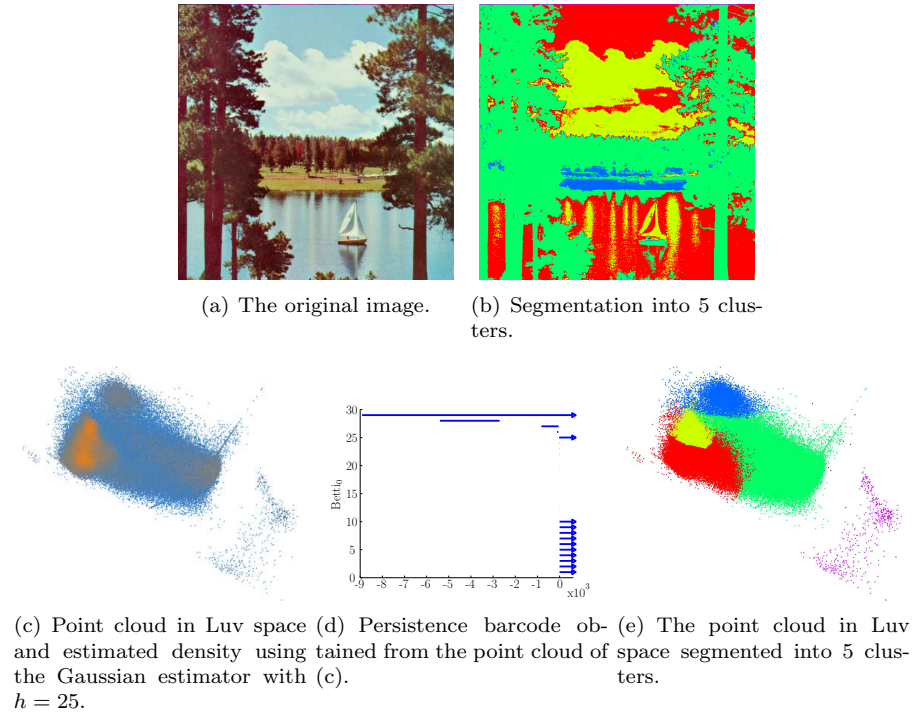 (a) The original image.
(b) Segmentation into 5 clus-
ters.
30
25
20
15
10
5
0
Betti0
-9 -8 -7 -6 -5 -4 -3 -2 -1 0
x10^3
(c) Point cloud in Luv space
and estimated density using
the Gaussian estimator with
h = 25.
(d) Persistence barcode ob-
tained from the point cloud of
(c).
(e) The point cloud in Luv
space segmented into 5 clus-
ters.